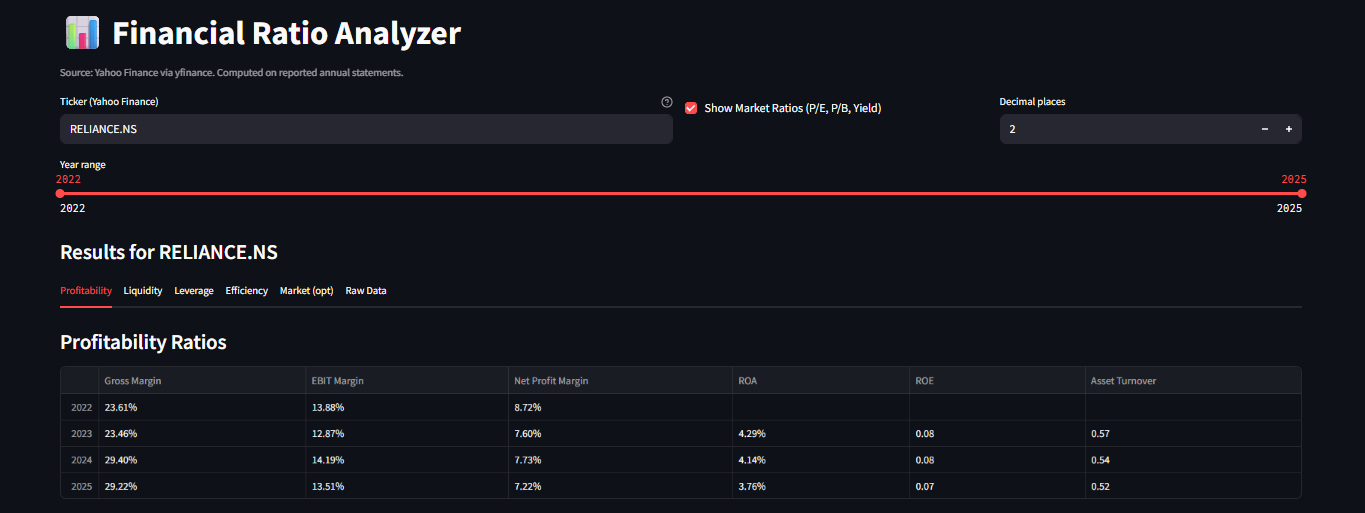 Financial Ratio Analyzer
Source: Yahoo Finance via yfinance. Computed on reported annual statements.
Ticker (Yahoo Finance)
Show Market Ratios (P/E, P/B, Yield)
Decimal places
RELIANCE.NS
2
Year range
2022 2025
2022 2025
Results for RELIANCE.NS
Profitability Liquidity Leverage Efficiency Market (opt) Raw Data
Profitability Ratios
Gross Margin EBIT Margin Net Profit Margin ROA ROE Asset Turnover
2022 23.61% 13.88% 8.72%
2023 23.46% 12.87% 7.60% 4.29% 0.08 0.57
2024 29.40% 14.19% 7.73% 4.14% 0.08 0.54
2025 29.22% 13.51% 7.22% 3.76% 0.07 0.52